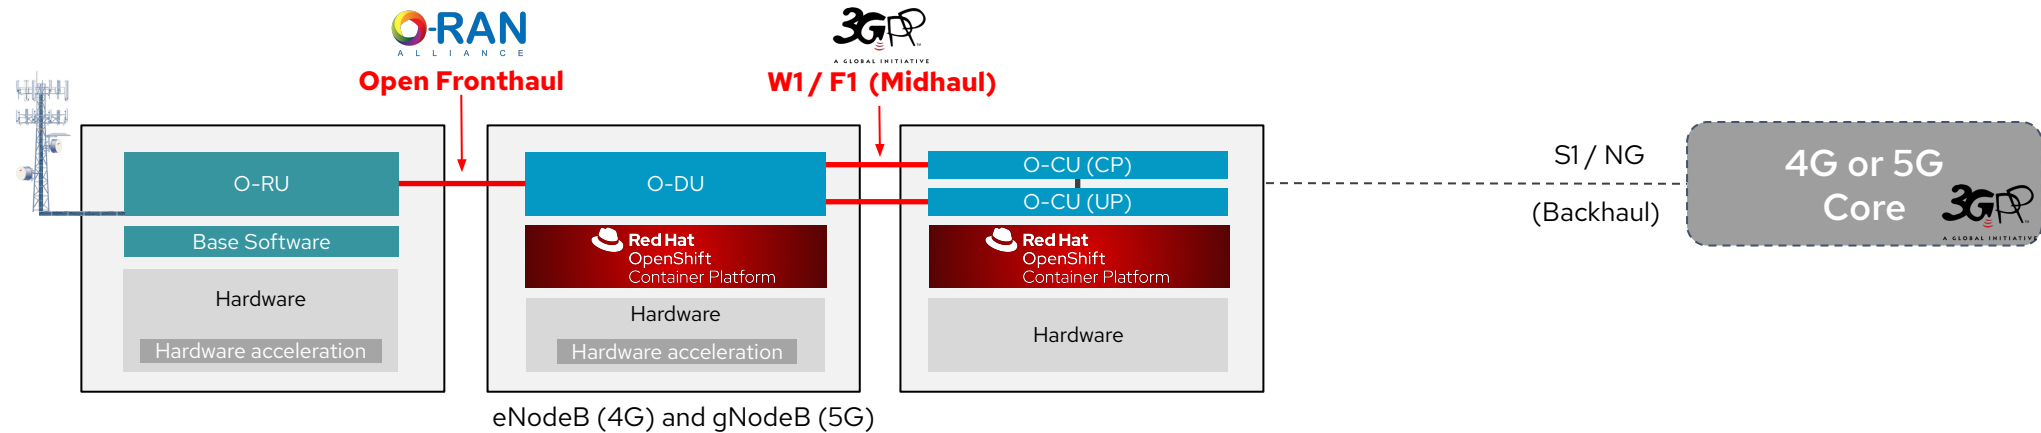 O-RAN
ALLIANCE
Open Fronthaul
3GPP™
A GLOBAL INITIATIVE
W1 / F1 (Midhaul)
O-RU
Base Software
Hardware
Hardware acceleration
O-DU
Red Hat
OpenShift
Container Platform
Hardware
Hardware acceleration
O-CU (CP)
O-CU (UP)
Red Hat
OpenShift
Container Platform
Hardware
eNodeB (4G) and gNodeB (5G)
S1 / NG
(Backhaul)
4G or 5G
Core
3GPP
A GLOBAL INITIATIVE